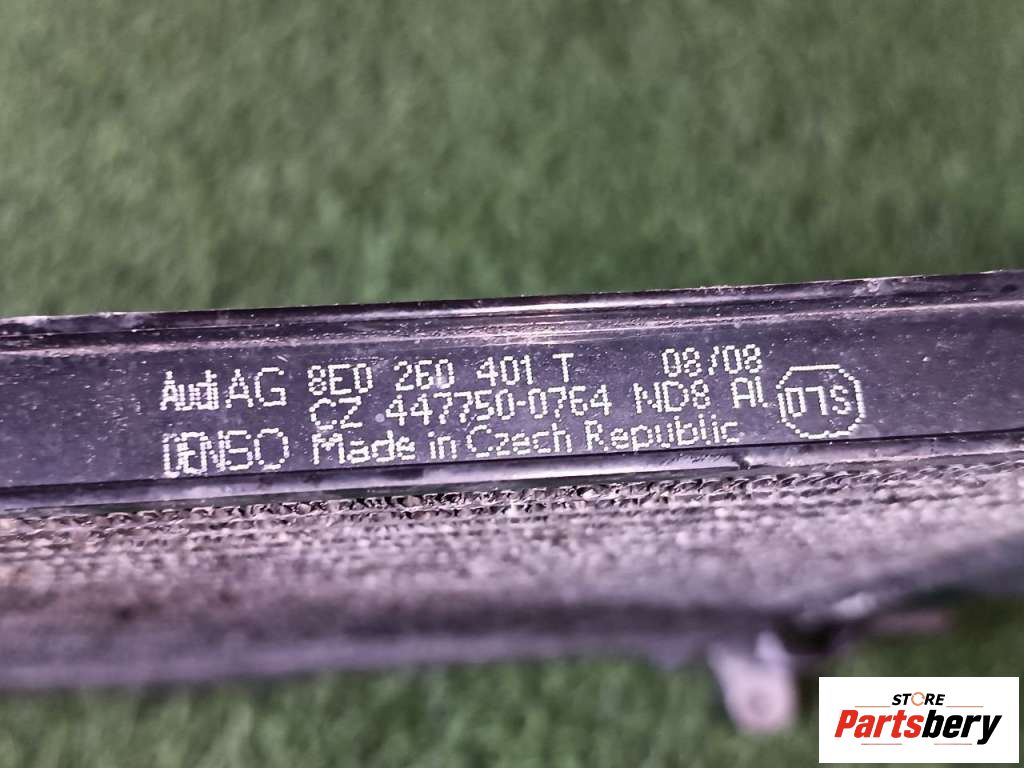 Audi AG 8E0 260 401 T 08/08
CZ 447750-0764 ND8 AL
DENSO Made in Czech Republic
STORE
Partsbery